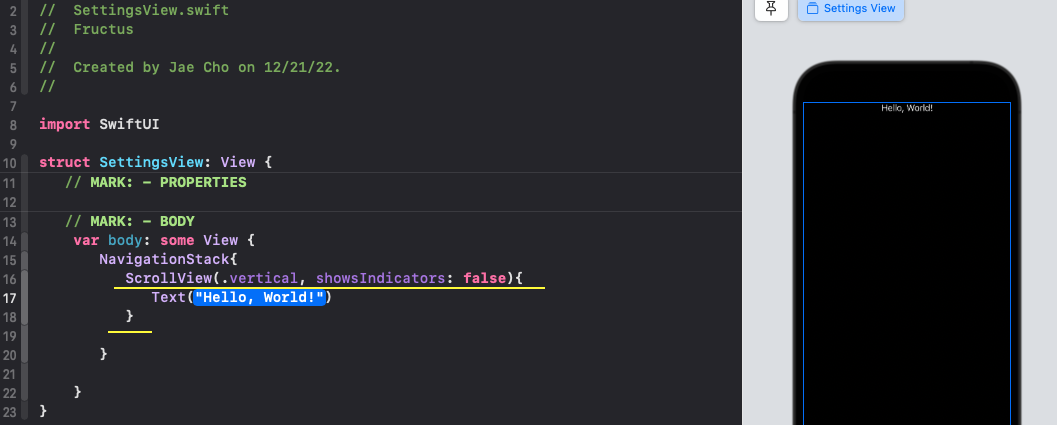 2 //  SettingsView.swift
3 //  Fructus
4 //
5 //  Created by Jae Cho on 12/21/22.
6 //
7
8 import SwiftUI
9
10 struct SettingsView: View {
11 // MARK: - PROPERTIES
12
13 // MARK: - BODY
14 var body: some View {
15 NavigationStack{
16 ScrollView(.vertical, showsIndicators: false){
17 Text("Hello, World!")
18 }
19
20 }
21
22 }
23 }
Settings View
Hello, World!